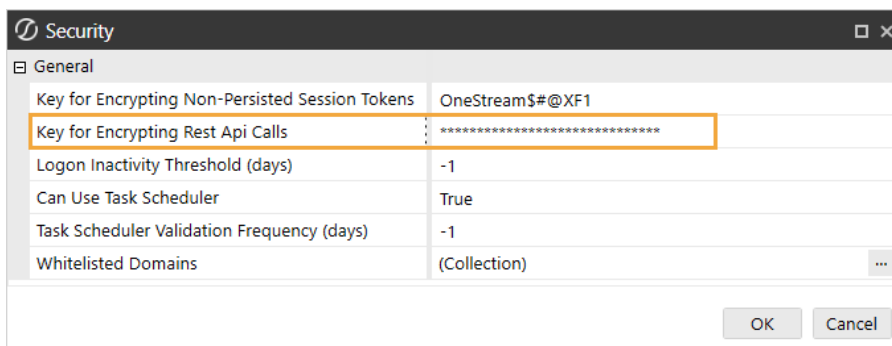 Security
General
Key for Encrypting Non-Persisted Session Tokens OneStream$#@XF1
Key for Encrypting Rest Api Calls ******************************
Logon Inactivity Threshold (days) -1
Can Use Task Scheduler True
Task Scheduler Validation Frequency (days) -1
Whitelisted Domains (Collection) ...
OK Cancel